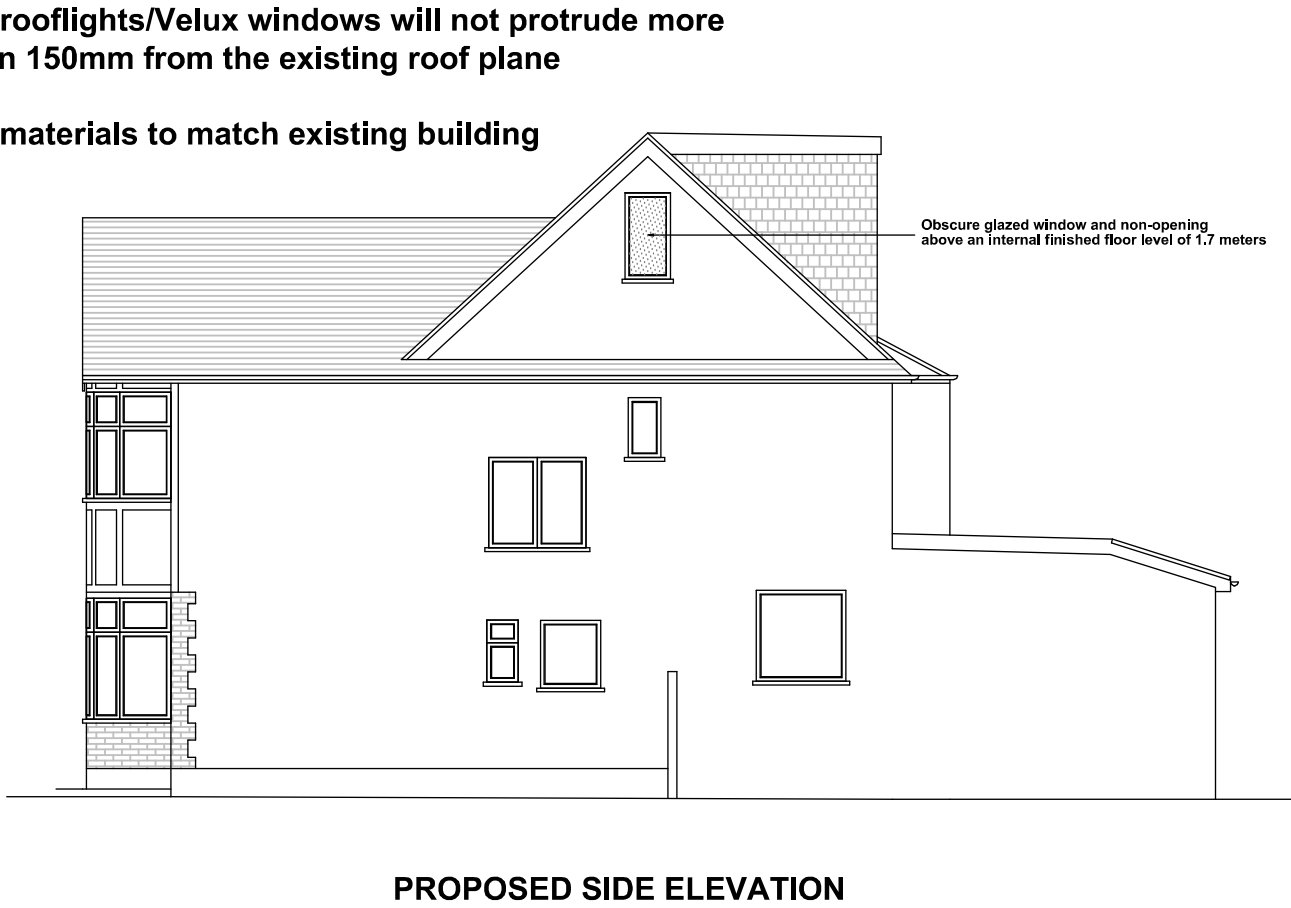 rooflights/Velux windows will not protrude more
n 150mm from the existing roof plane
materials to match existing building
Obscure glazed window and non-opening
above an internal finished floor level of 1.7 meters
PROPOSED SIDE ELEVATION